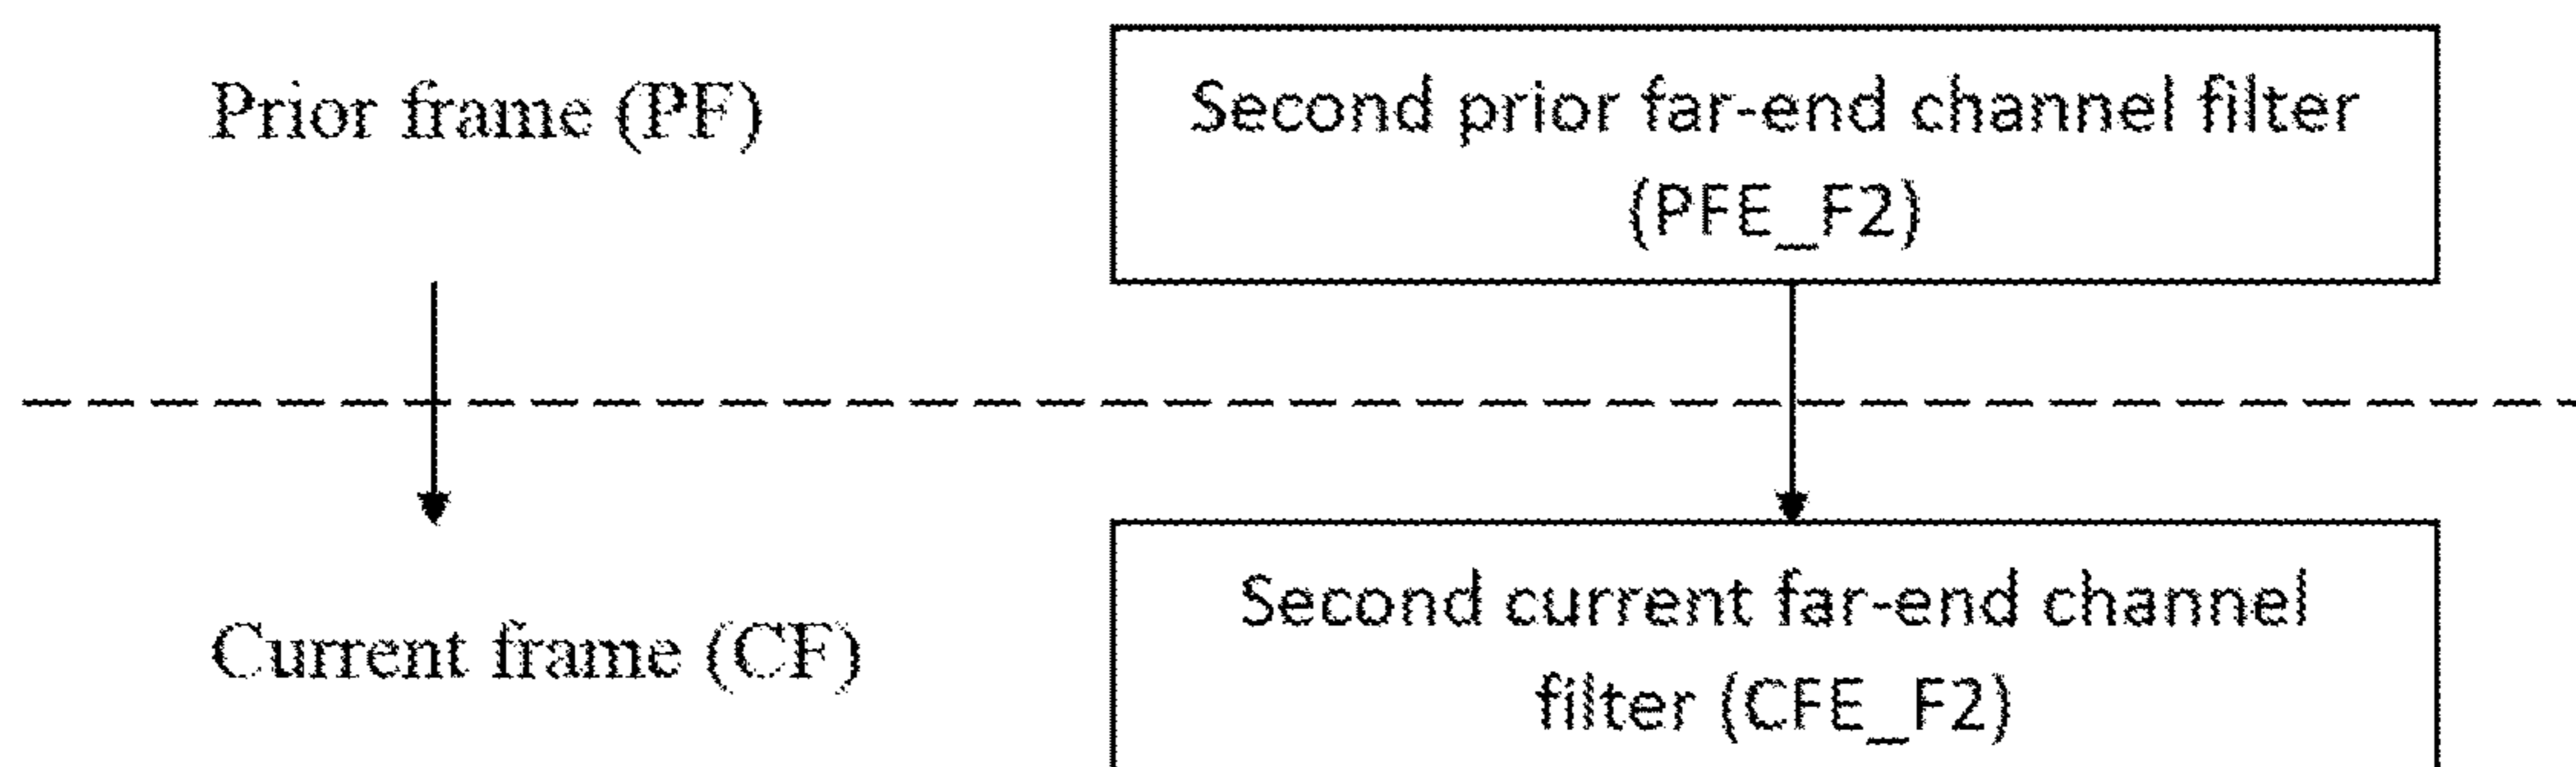 Prior frame (PF)
Second prior far-end channel filter
(PFE_F2)
Current frame (CF)
Second current far-end channel
filter (CFE_F2)